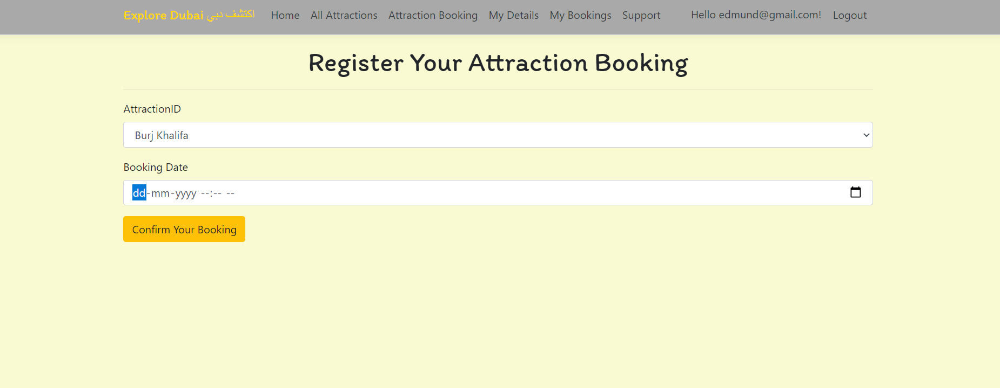 Explore Dubai اكتشف دبي Home All Attractions Attraction Booking My Details My Bookings Support Hello edmund@gmail.com! Logout
Register Your Attraction Booking
AttractionID
Burj Khalifa
Booking Date
dd-mm-yyyy --:-- --
Confirm Your Booking